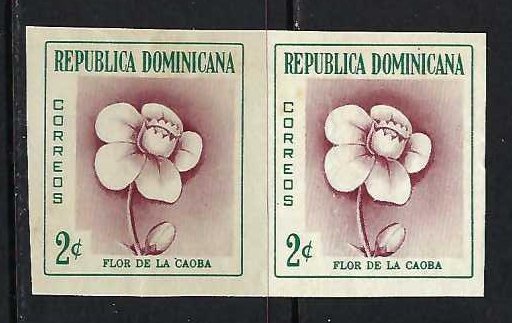 REPUBLICA DOMINICANA
CORREOS
2¢
FLOR DE LA CAOBA
REPUBLICA DOMINICANA
CORREOS
2¢
FLOR DE LA CAOBA